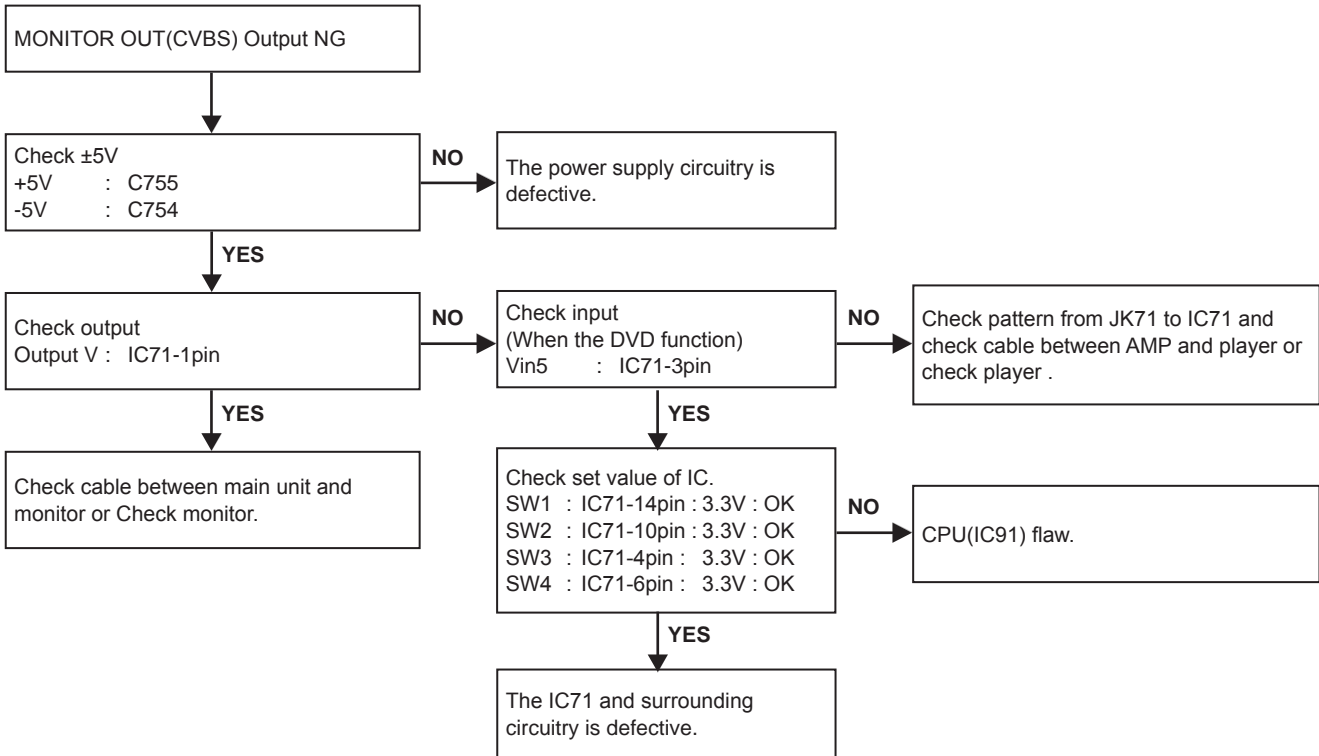 MONITOR OUT(CVBS) Output NG
Check ±5V
+5V : C755
-5V : C754
NO
The power supply circuitry is
defective.
YES
Check output
Output V : IC71-1pin
NO
Check input
(When the DVD function)
Vin5 : IC71-3pin
NO
Check pattern from JK71 to IC71 and
check cable between AMP and player or
check player .
YES
Check cable between main unit and
monitor or Check monitor.
YES
Check set value of IC.
SW1 : IC71-14pin : 3.3V : OK
SW2 : IC71-10pin : 3.3V : OK
SW3 : IC71-4pin : 3.3V : OK
SW4 : IC71-6pin : 3.3V : OK
NO
CPU(IC91) flaw.
YES
The IC71 and surrounding
circuitry is defective.